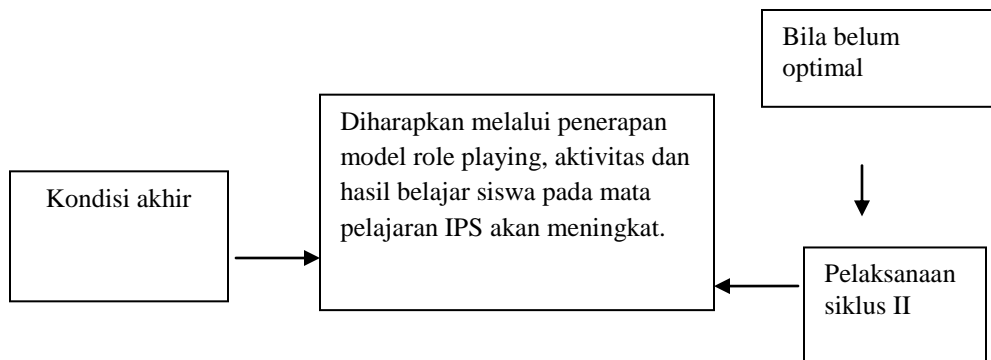 Bila belum
optimal
Diharapkan melalui penerapan
model role playing, aktivitas dan
hasil belajar siswa pada mata
pelajaran IPS akan meningkat.
Kondisi akhir
Pelaksanaan
siklus II